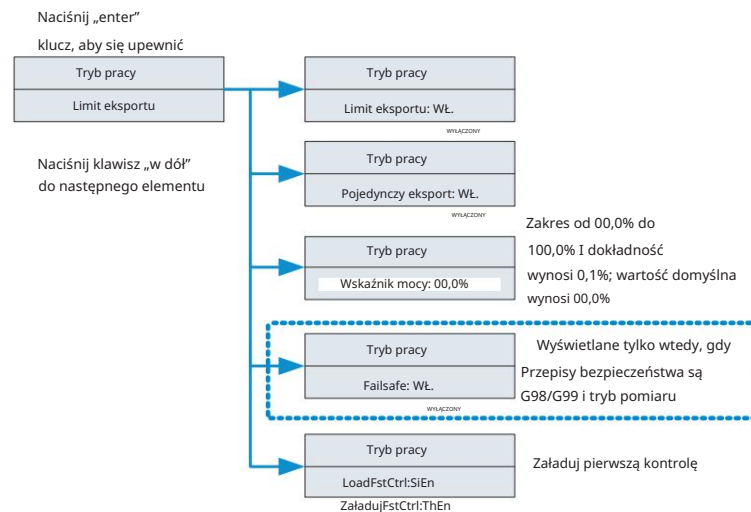 Naciśnij „enter”
klucz, aby się upewnić
Tryb pracy
Limit eksportu
Naciśnij klawisz „w dół”
do następnego elementu
Tryb pracy
Limit eksportu: WŁ.
WYŁĄCZONY
Tryb pracy
Pojedynczy eksport: WŁ.
WYŁĄCZONY
Tryb pracy
Wskaźnik mocy: 00,0%
Zakres od 00,0% do
100,0% I dokładność
wynosi 0,1%; wartość domyślna
wynosi 00,0%
Tryb pracy
Failsafe: WŁ.
WYŁĄCZONY
Wyświetlane tylko wtedy, gdy
Przepisy bezpieczeństwa są
G98/G99 i tryb pomiaru
Tryb pracy
LoadFstCtrl:SiEn
ZaładujFstCtrl:ThEn
Załaduj pierwszą kontrolę